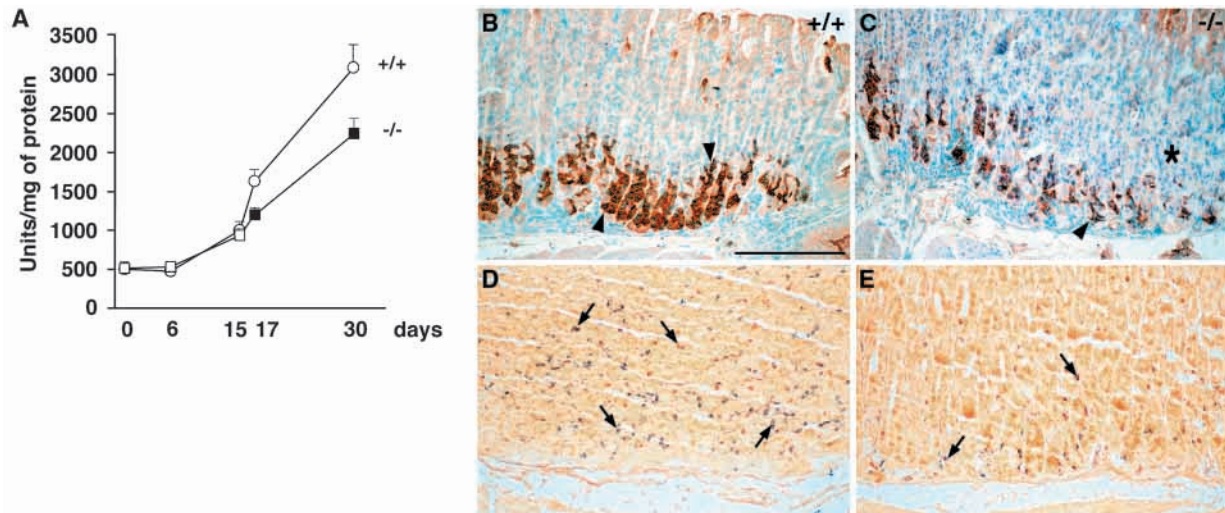 A
3500
3000
2500
2000
1500
1000
500
0
Units/mg of protein
+/+
-/-
0 6 15 17 30 days
B +/+
C -/-
*
D
E